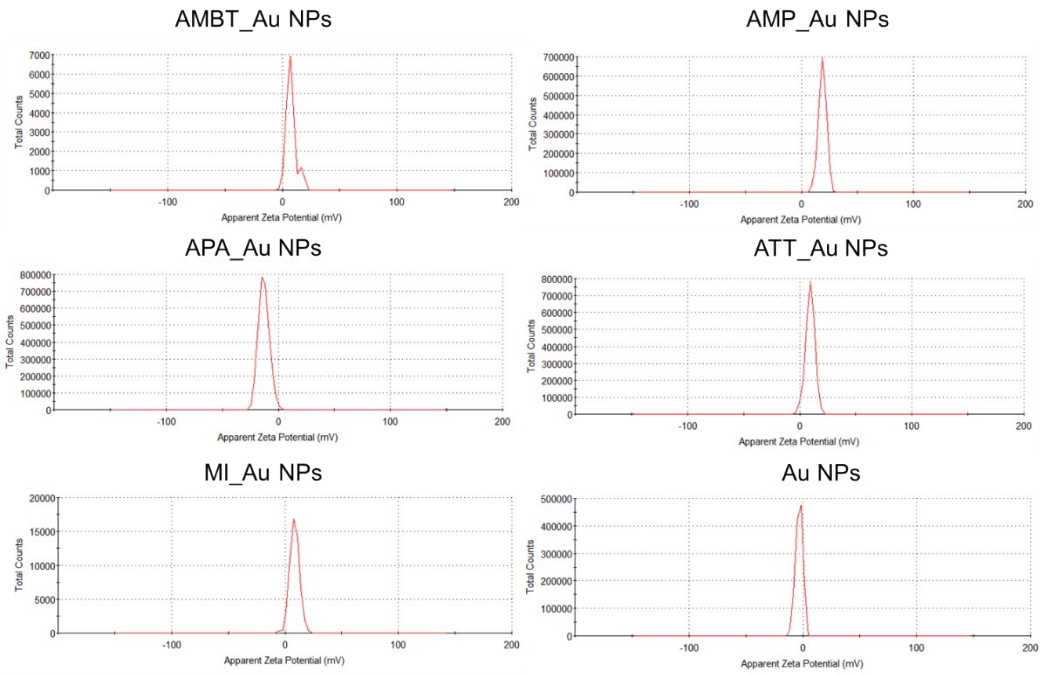 AMBT_Au NPs
7000
6000
5000
4000
3000
2000
1000
0
Total Counts
-100 0 100 200
Apparent Zeta Potential (mV)
AMP_Au NPs
700000
600000
500000
400000
300000
200000
100000
0
Total Counts
-100 0 100 200
Apparent Zeta Potential (mV)
APA_Au NPs
800000
700000
600000
500000
400000
300000
200000
100000
0
Total Counts
-100 0 100 200
Apparent Zeta Potential (mV)
ATT_Au NPs
800000
700000
600000
500000
400000
300000
200000
100000
0
Total Counts
-100 0 100 200
Apparent Zeta Potential (mV)
MI_Au NPs
20000
15000
10000
5000
0
Total Counts
-100 0 100 200
Apparent Zeta Potential (mV)
Au NPs
500000
400000
300000
200000
100000
0
Total Counts
-100 0 100 200
Apparent Zeta Potential (mV)